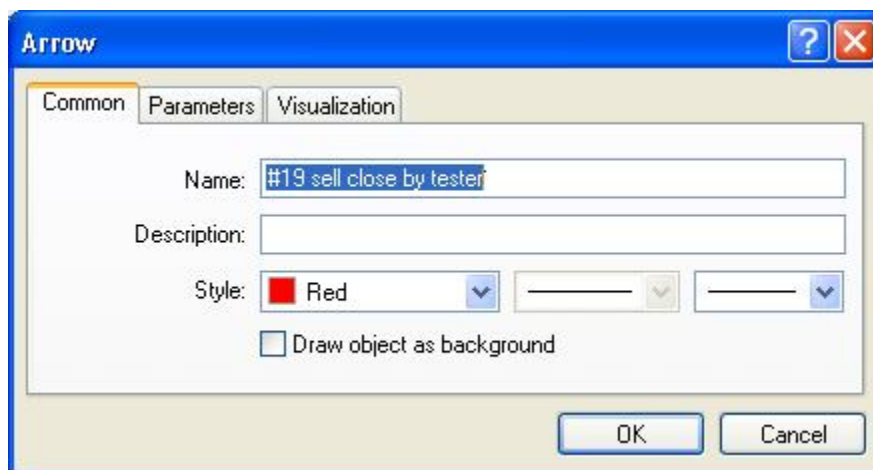 Arrow
Common Parameters Visualization
Name: #19 sell close by tester
Description:
Style: Red
Draw object as background
OK Cancel